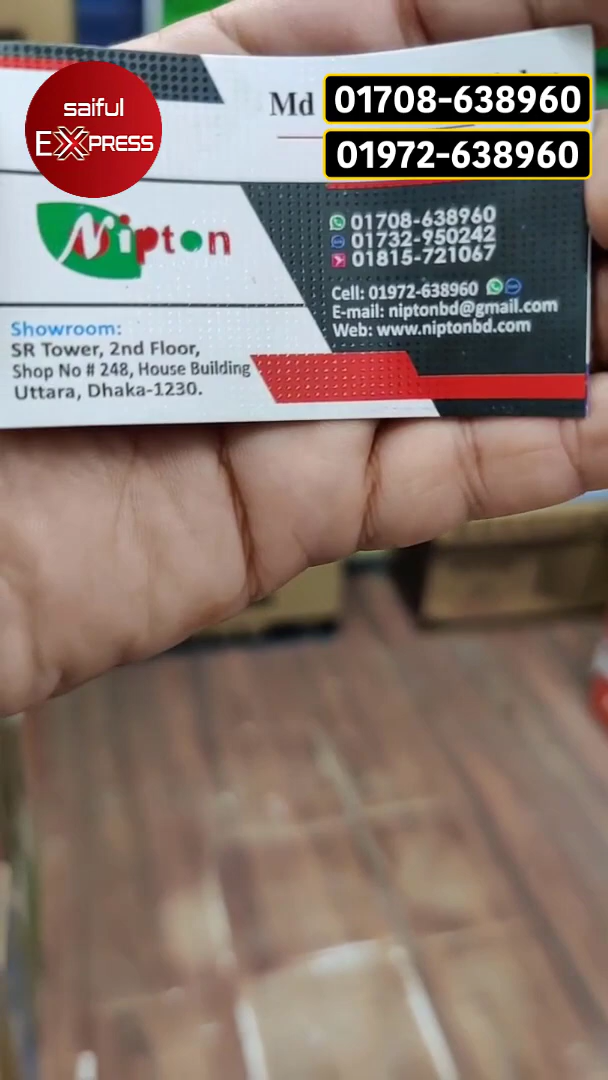 saiful
EXPRESS
Md
01708-638960
01972-638960
Nipton
01708-638960
01732-950242
01815-721067
Cell: 01972-638960
E-mail: niptonbd@gmail.com
Web: www.niptonbd.com
Showroom:
SR Tower, 2nd Floor,
Shop No # 248, House Building
Uttara, Dhaka-1230.